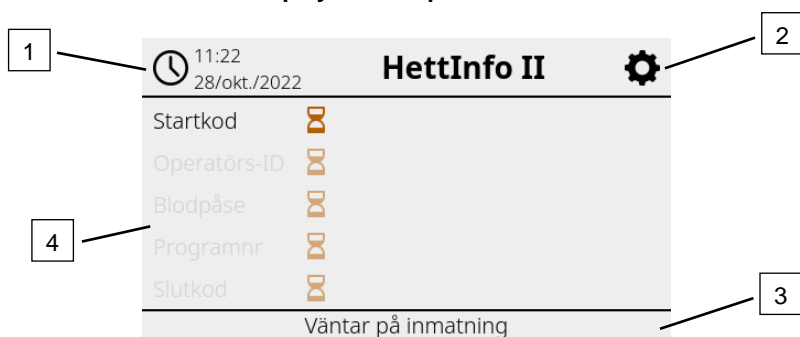 1
2
11:22
28/okt./2022
HettInfo II
Startkod
Operatörs-ID
Blodpåse
4
Programnr
Slutkod
3
Väntar på inmatning